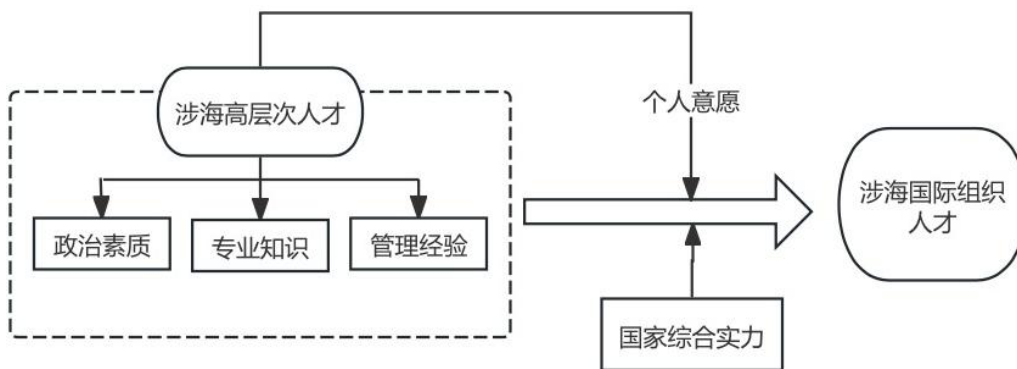 涉海高层次人才
个人意愿
政治素质
专业知识
管理经验
涉海国际组织
人才
国家综合实力